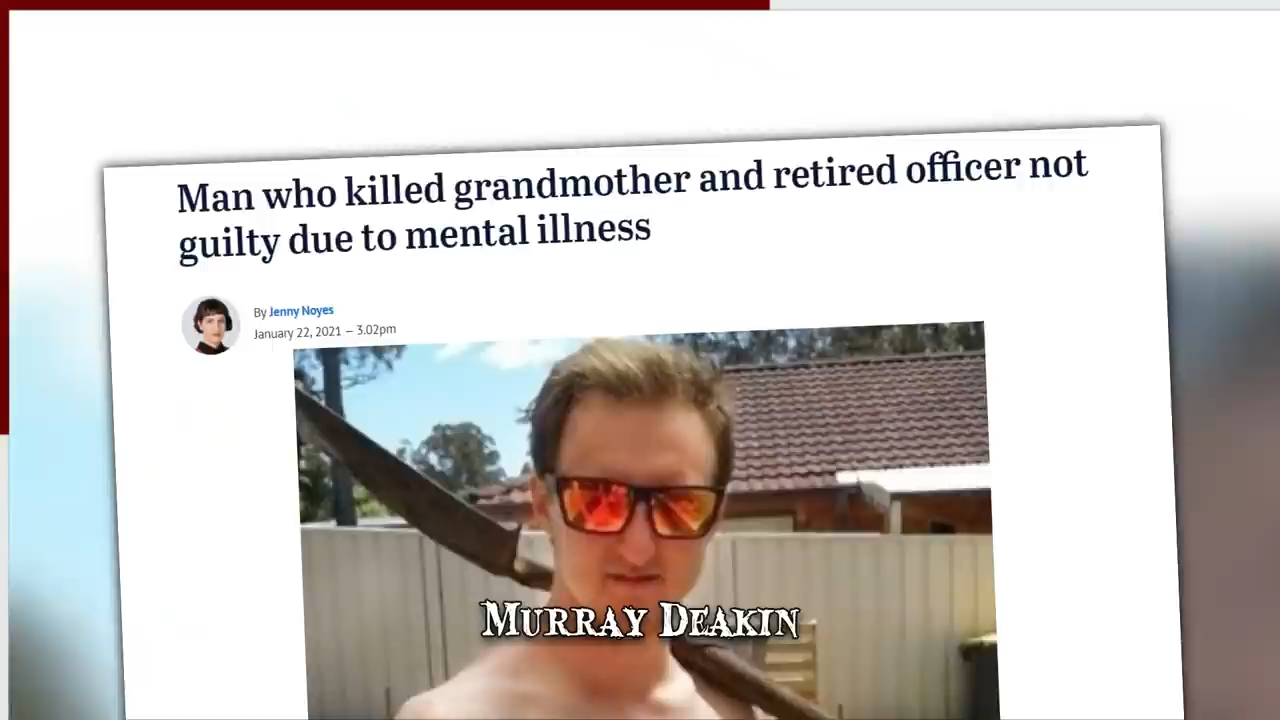 Man who killed grandmother and retired officer not
guilty due to mental illness
By Jenny Noyes
January 22, 2021 – 3.02pm
MURRAY DEAKIN